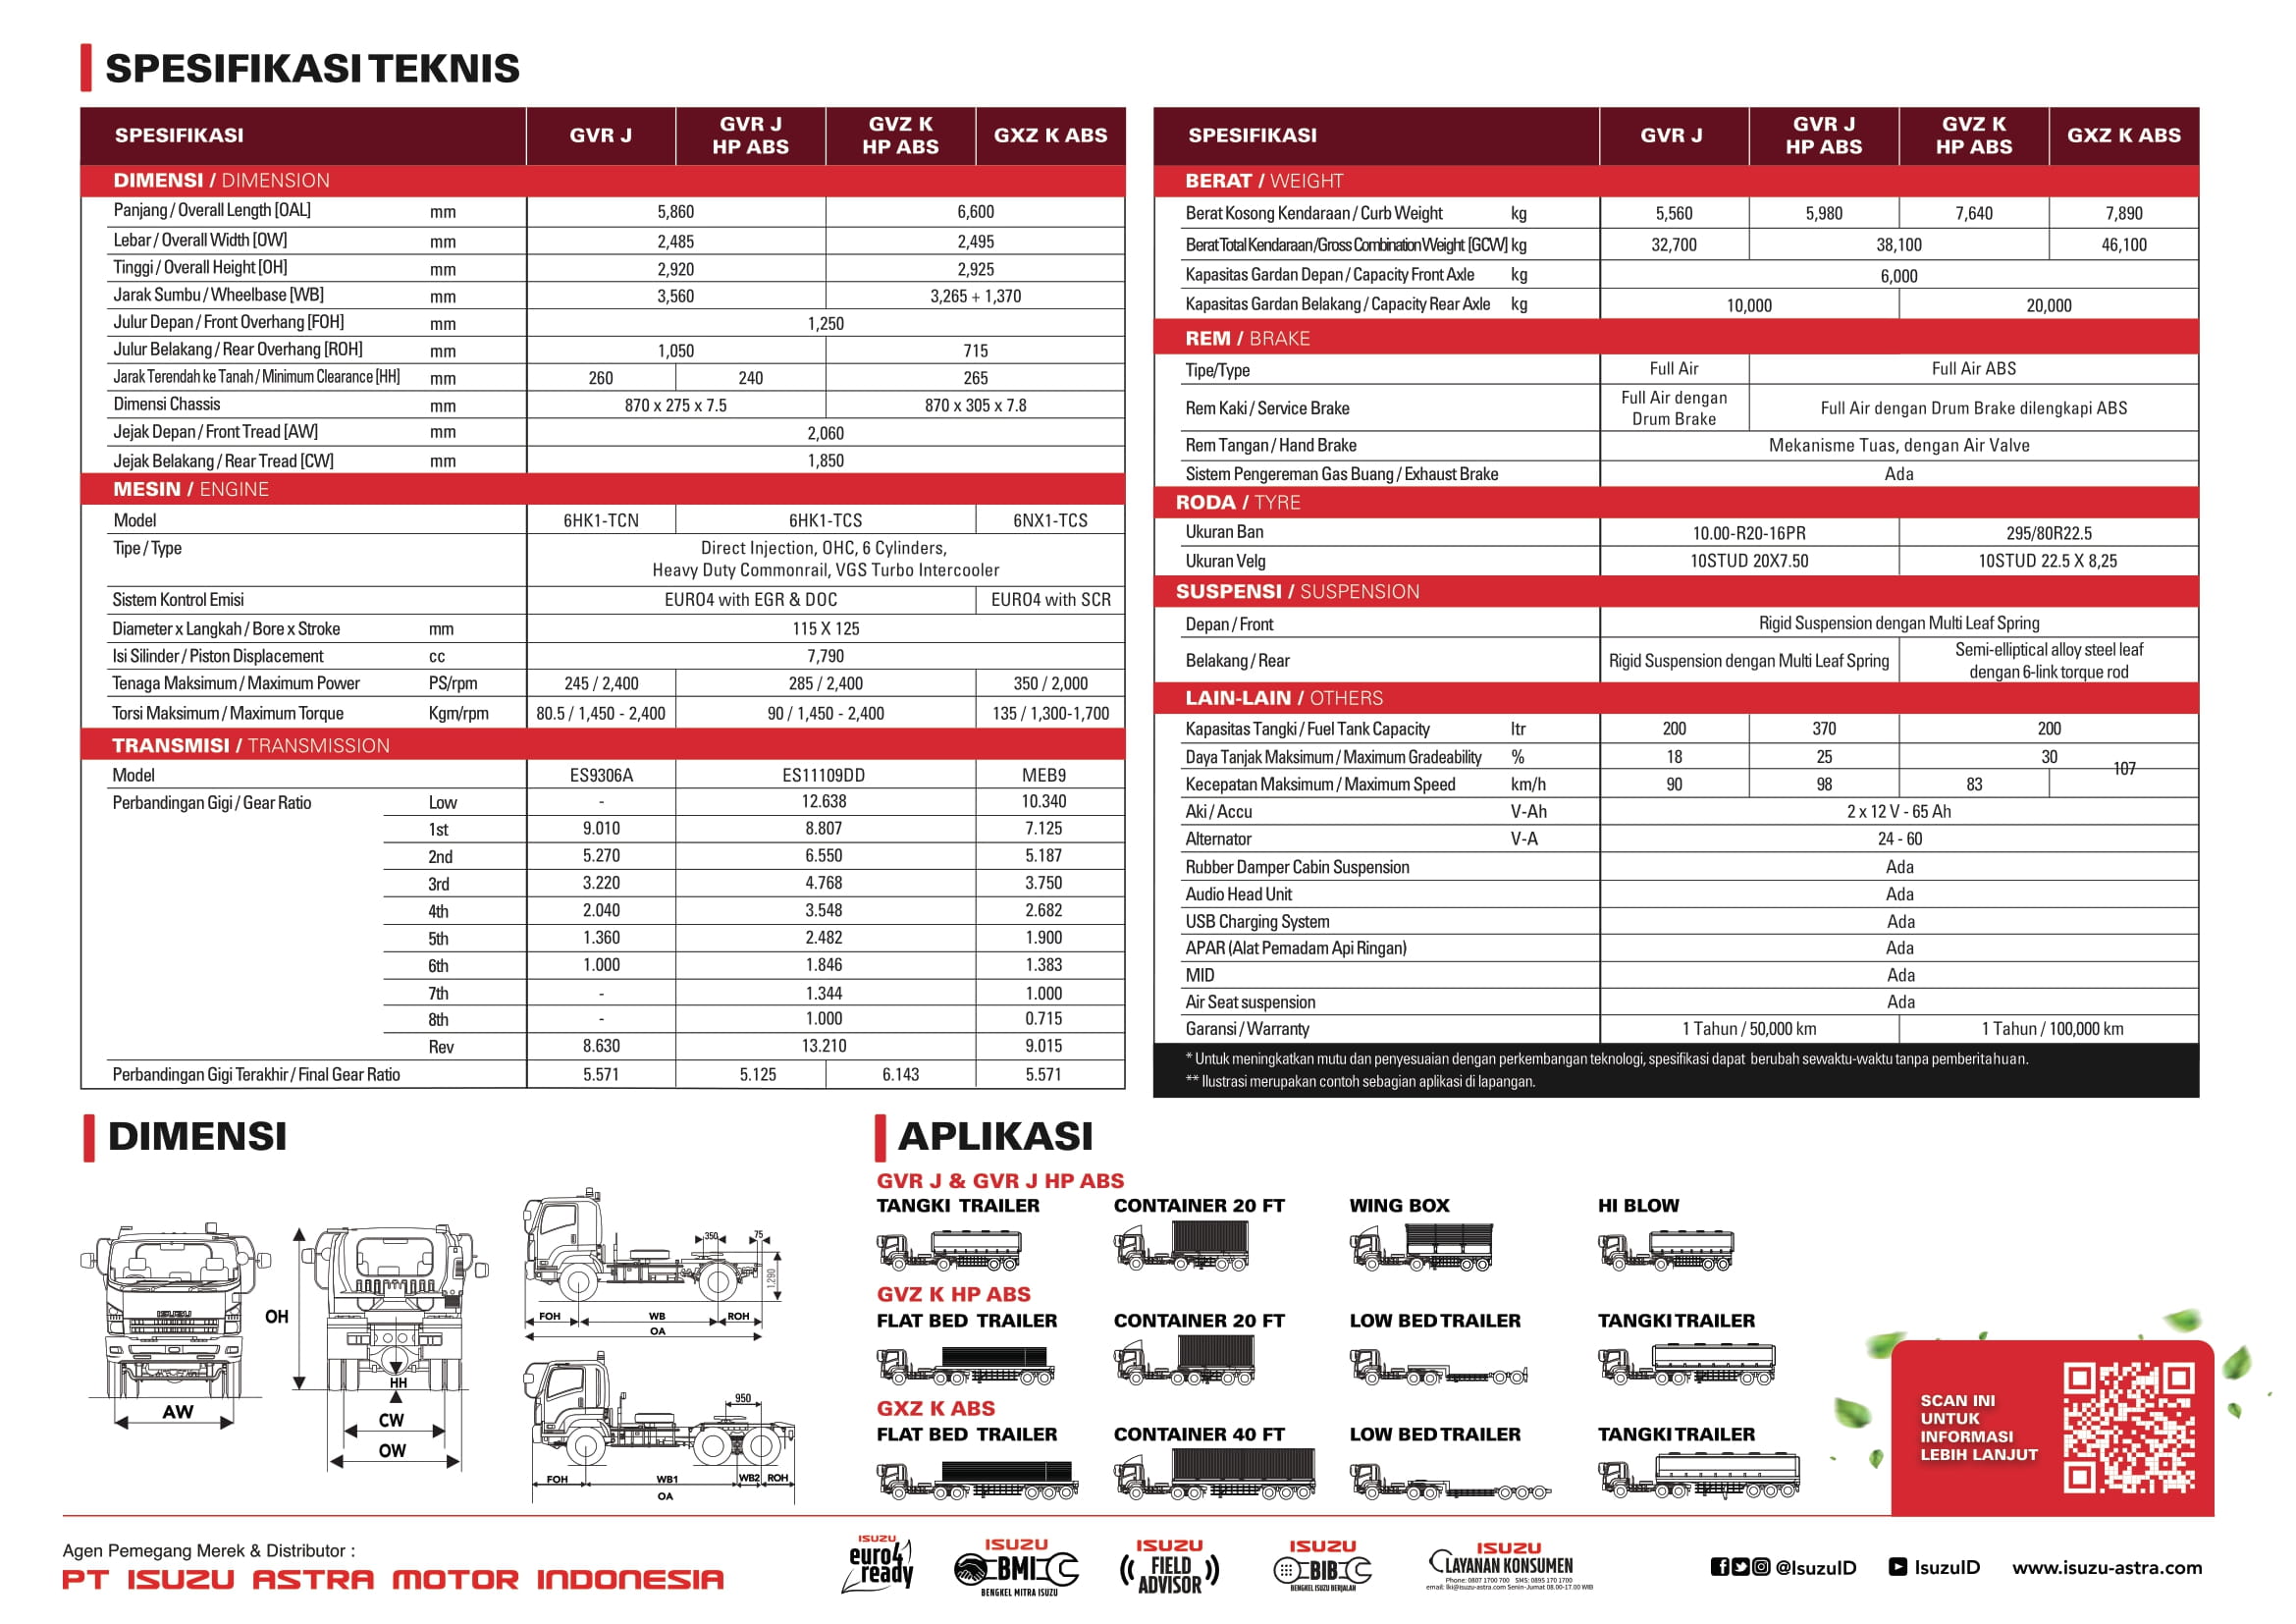 SPESIFIKASI TEKNIS
SPESIFIKASI GVR J GVR J HP ABS GVZ K HP ABS GXZ K ABS
DIMENSI / DIMENSION
Panjang / Overall Length [OAL] mm 5,860 6,600
Lebar / Overall Width [OW] mm 2,485 2,495
Tinggi / Overall Height [OH] mm 2,920 2,925
Jarak Sumbu / Wheelbase [WB] mm 3,560 3,265 + 1,370
Julur Depan / Front Overhang [FOH] mm 1,250
Julur Belakang / Rear Overhang [ROH] mm 1,050 715
Jarak Terendah ke Tanah / Minimum Clearance [HH] mm 260 240 265
Dimensi Chassis mm 870 x 275 x 7.5 870 x 305 x 7.8
Jejak Depan / Front Tread [AW] mm 2,060
Jejak Belakang / Rear Tread [CW] mm 1,850
MESIN / ENGINE
Model 6HK1-TCN 6HK1-TCS 6NX1-TCS
Tipe / Type Direct Injection, OHC, 6 Cylinders,
Heavy Duty Commonrail, VGS Turbo Intercooler
Sistem Kontrol Emisi EURO4 with EGR & DOC EURO4 with SCR
Diameter x Langkah / Bore x Stroke mm 115 X 125
Isi Silinder / Piston Displacement cc 7,790
Tenaga Maksimum / Maximum Power PS/rpm 245 / 2,400 285 / 2,400 350 / 2,000
Torsi Maksimum / Maximum Torque Kgm/rpm 80.5 / 1,450 - 2,400 90 / 1,450 - 2,400 135 / 1,300-1,700
TRANSMISI / TRANSMISSION
Model ES9306A ES11109DD MEB9
Perbandingan Gigi / Gear Ratio Low - 12.638 10.340
1st 9.010 8.807 7.125
2nd 5.270 6.550 5.187
3rd 3.220 4.768 3.750
4th 2.040 3.548 2.682
5th 1.360 2.482 1.900
6th 1.000 1.846 1.383
7th - 1.344 1.000
8th - 1.000 0.715
Rev 8.630 13.210 9.015
Perbandingan Gigi Terakhir / Final Gear Ratio 5.571 5.125 6.143 5.571
SPESIFIKASI GVR J GVR J HP ABS GVZ K HP ABS GXZ K ABS
BERAT / WEIGHT
Berat Kosong Kendaraan / Curb Weight kg 5,560 5,980 7,640 7,890
Berat Total Kendaraan /Gross Combination Weight [GCW] kg 32,700 38,100 46,100
Kapasitas Gardan Depan / Capacity Front Axle kg 6,000
Kapasitas Gardan Belakang / Capacity Rear Axle kg 10,000 20,000
REM / BRAKE
Tipe/Type Full Air Full Air ABS
Rem Kaki / Service Brake Full Air dengan Drum Brake Full Air dengan Drum Brake dilengkapi ABS
Rem Tangan / Hand Brake Mekanisme Tuas, dengan Air Valve
Sistem Pengereman Gas Buang / Exhaust Brake Ada
RODA / TYRE
Ukuran Ban 10.00-R20-16PR 295/80R22.5
Ukuran Velg 10STUD 20X7.50 10STUD 22.5 X 8,25
SUSPENSI / SUSPENSION
Depan / Front Rigid Suspension dengan Multi Leaf Spring
Belakang / Rear Rigid Suspension dengan Multi Leaf Spring Semi-elliptical alloy steel leaf dengan 6-link torque rod
LAIN-LAIN / OTHERS
Kapasitas Tangki / Fuel Tank Capacity ltr 200 370 200
Daya Tanjak Maksimum / Maximum Gradeability % 18 25 30
Kecepatan Maksimum / Maximum Speed km/h 90 98 83 107
Aki / Accu V-Ah 2 x 12 V - 65 Ah
Alternator V-A 24 - 60
Rubber Damper Cabin Suspension Ada
Audio Head Unit Ada
USB Charging System Ada
APAR (Alat Pemadam Api Ringan) Ada
MID Ada
Air Seat suspension Ada
Garansi / Warranty 1 Tahun / 50,000 km 1 Tahun / 100,000 km
* Untuk meningkatkan mutu dan penyesuaian dengan perkembangan teknologi, spesifikasi dapat berubah sewaktu-waktu tanpa pemberitahuan.
** Ilustrasi merupakan contoh sebagian aplikasi di lapangan.
DIMENSI
ISUZU
AW
OH
HH
CW
OW
350 75
1.290
FOH WB ROH
OA
950
FOH WB1 WB2 ROH
OA
APLIKASI
GVR J & GVR J HP ABS
TANGKI TRAILER CONTAINER 20 FT WING BOX HI BLOW
GVZ K HP ABS
FLAT BED TRAILER CONTAINER 20 FT LOW BED TRAILER TANGKI TRAILER
GXZ K ABS
FLAT BED TRAILER CONTAINER 40 FT LOW BED TRAILER TANGKI TRAILER
SCAN INI
UNTUK
INFORMASI
LEBIH LANJUT
Agen Pemegang Merek & Distributor :
PT ISUZU ASTRA MOTOR INDONESIA
ISUZU
euro4
ready
ISUZU
BMI
BENGKEL MITRA ISUZU
ISUZU
FIELD
ADVISOR
ISUZU
BIB
BENGKEL ISUZU BERJALAN
ISUZU
LAYANAN KONSUMEN
Phone: 0807 1700 700 SMS: 0895 170 1700
email: lki@isuzu-astra.com Senin-Jumat 08.00-17.00 WIB
@IsuzuID
IsuzuID
www.isuzu-astra.com